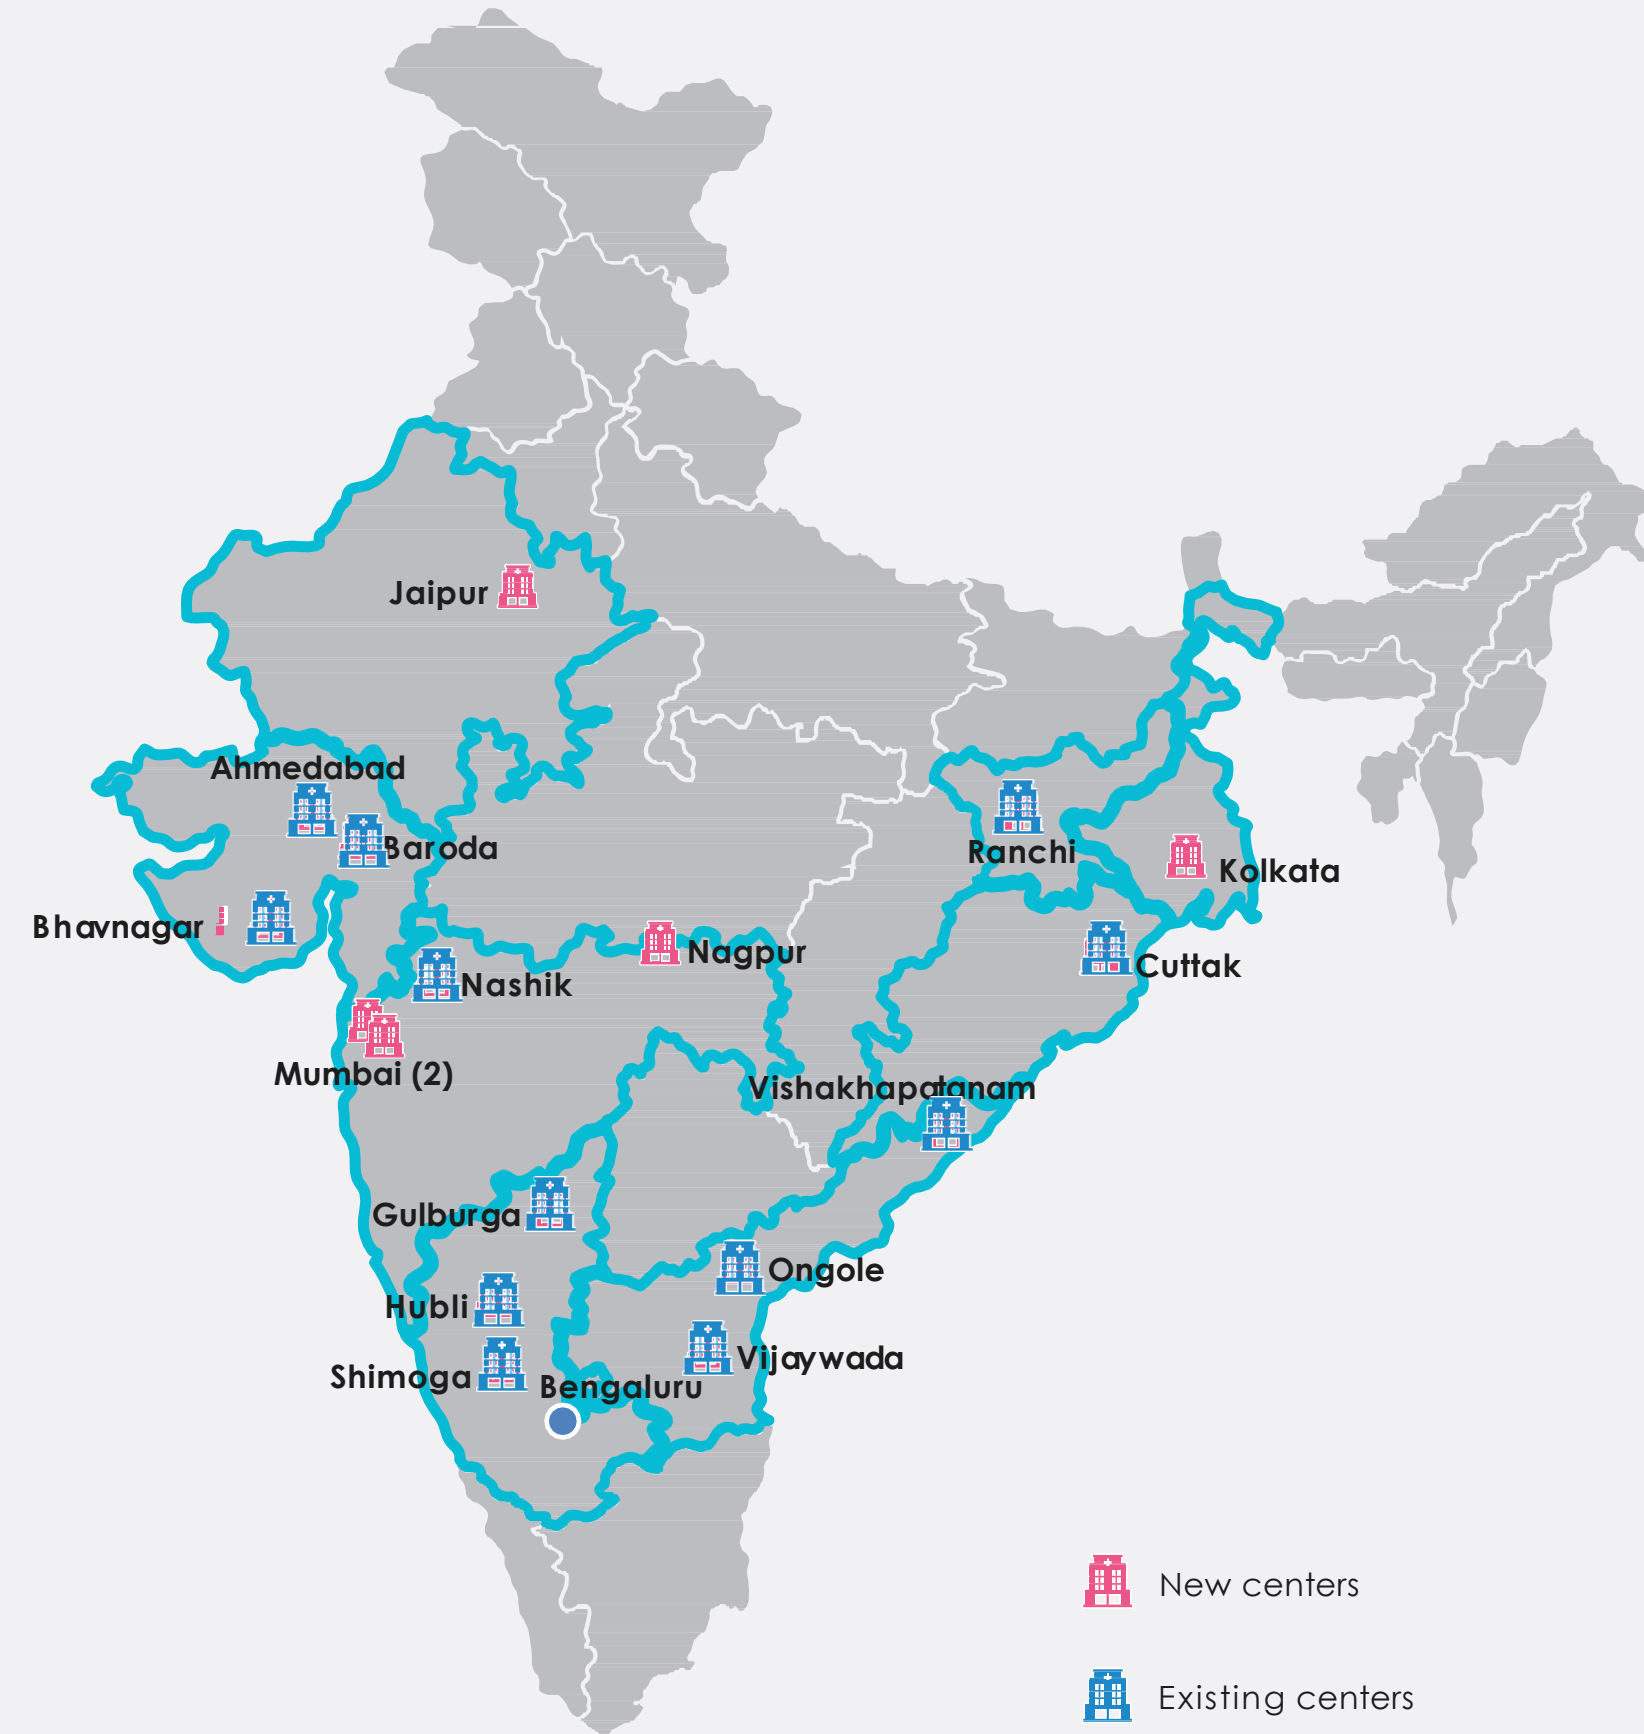 Jaipur
Ahmedabad
Baroda
Ranchi
Kolkata
Bhavnagar
Nagpur
Cuttak
Nashik
Mumbai (2)
Vishakhapatanam
Gulburga
Ongole
Hubli
Vijaywada
Shimoga
Bengaluru
New centers
Existing centers